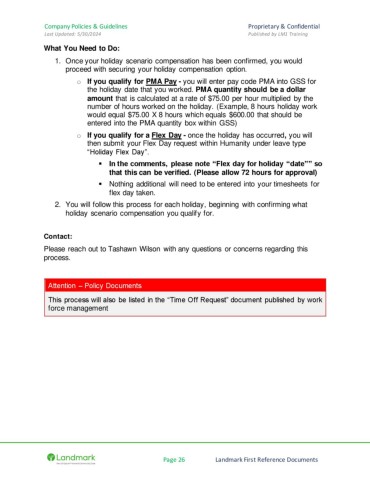 Company Policies & Guidelines Proprietary & Confidential
Last Updated: 5/30/2024 Published by LM1 Training
What You Need to Do:
1. Once your holiday scenario compensation has been confirmed, you would
proceed with securing your holiday compensation option.
o If you qualify for PMA Pay - you will enter pay code PMA into GSS for
the holiday date that you worked. PMA quantity should be a dollar
amount that is calculated at a rate of $75.00 per hour multiplied by the
number of hours worked on the holiday. (Example, 8 hours holiday work
would equal $75.00 X 8 hours which equals $600.00 that should be
entered into the PMA quantity box within GSS)
o If you qualify for a Flex Day - once the holiday has occurred, you will
then submit your Flex Day request within Humanity under leave type
“Holiday Flex Day”.
▪ In the comments, please note “Flex day for holiday “date”” so
that this can be verified. (Please allow 72 hours for approval)
▪ Nothing additional will need to be entered into your timesheets for
flex day taken.
2. You will follow this process for each holiday, beginning with confirming what
holiday scenario compensation you qualify for.
Contact:
Please reach out to Tashawn Wilson with any questions or concerns regarding this
process.
Attention – Policy Documents
This process will also be listed in the “Time Off Request” document published by work
force management
Landmark Page 26 Landmark First Reference Documents